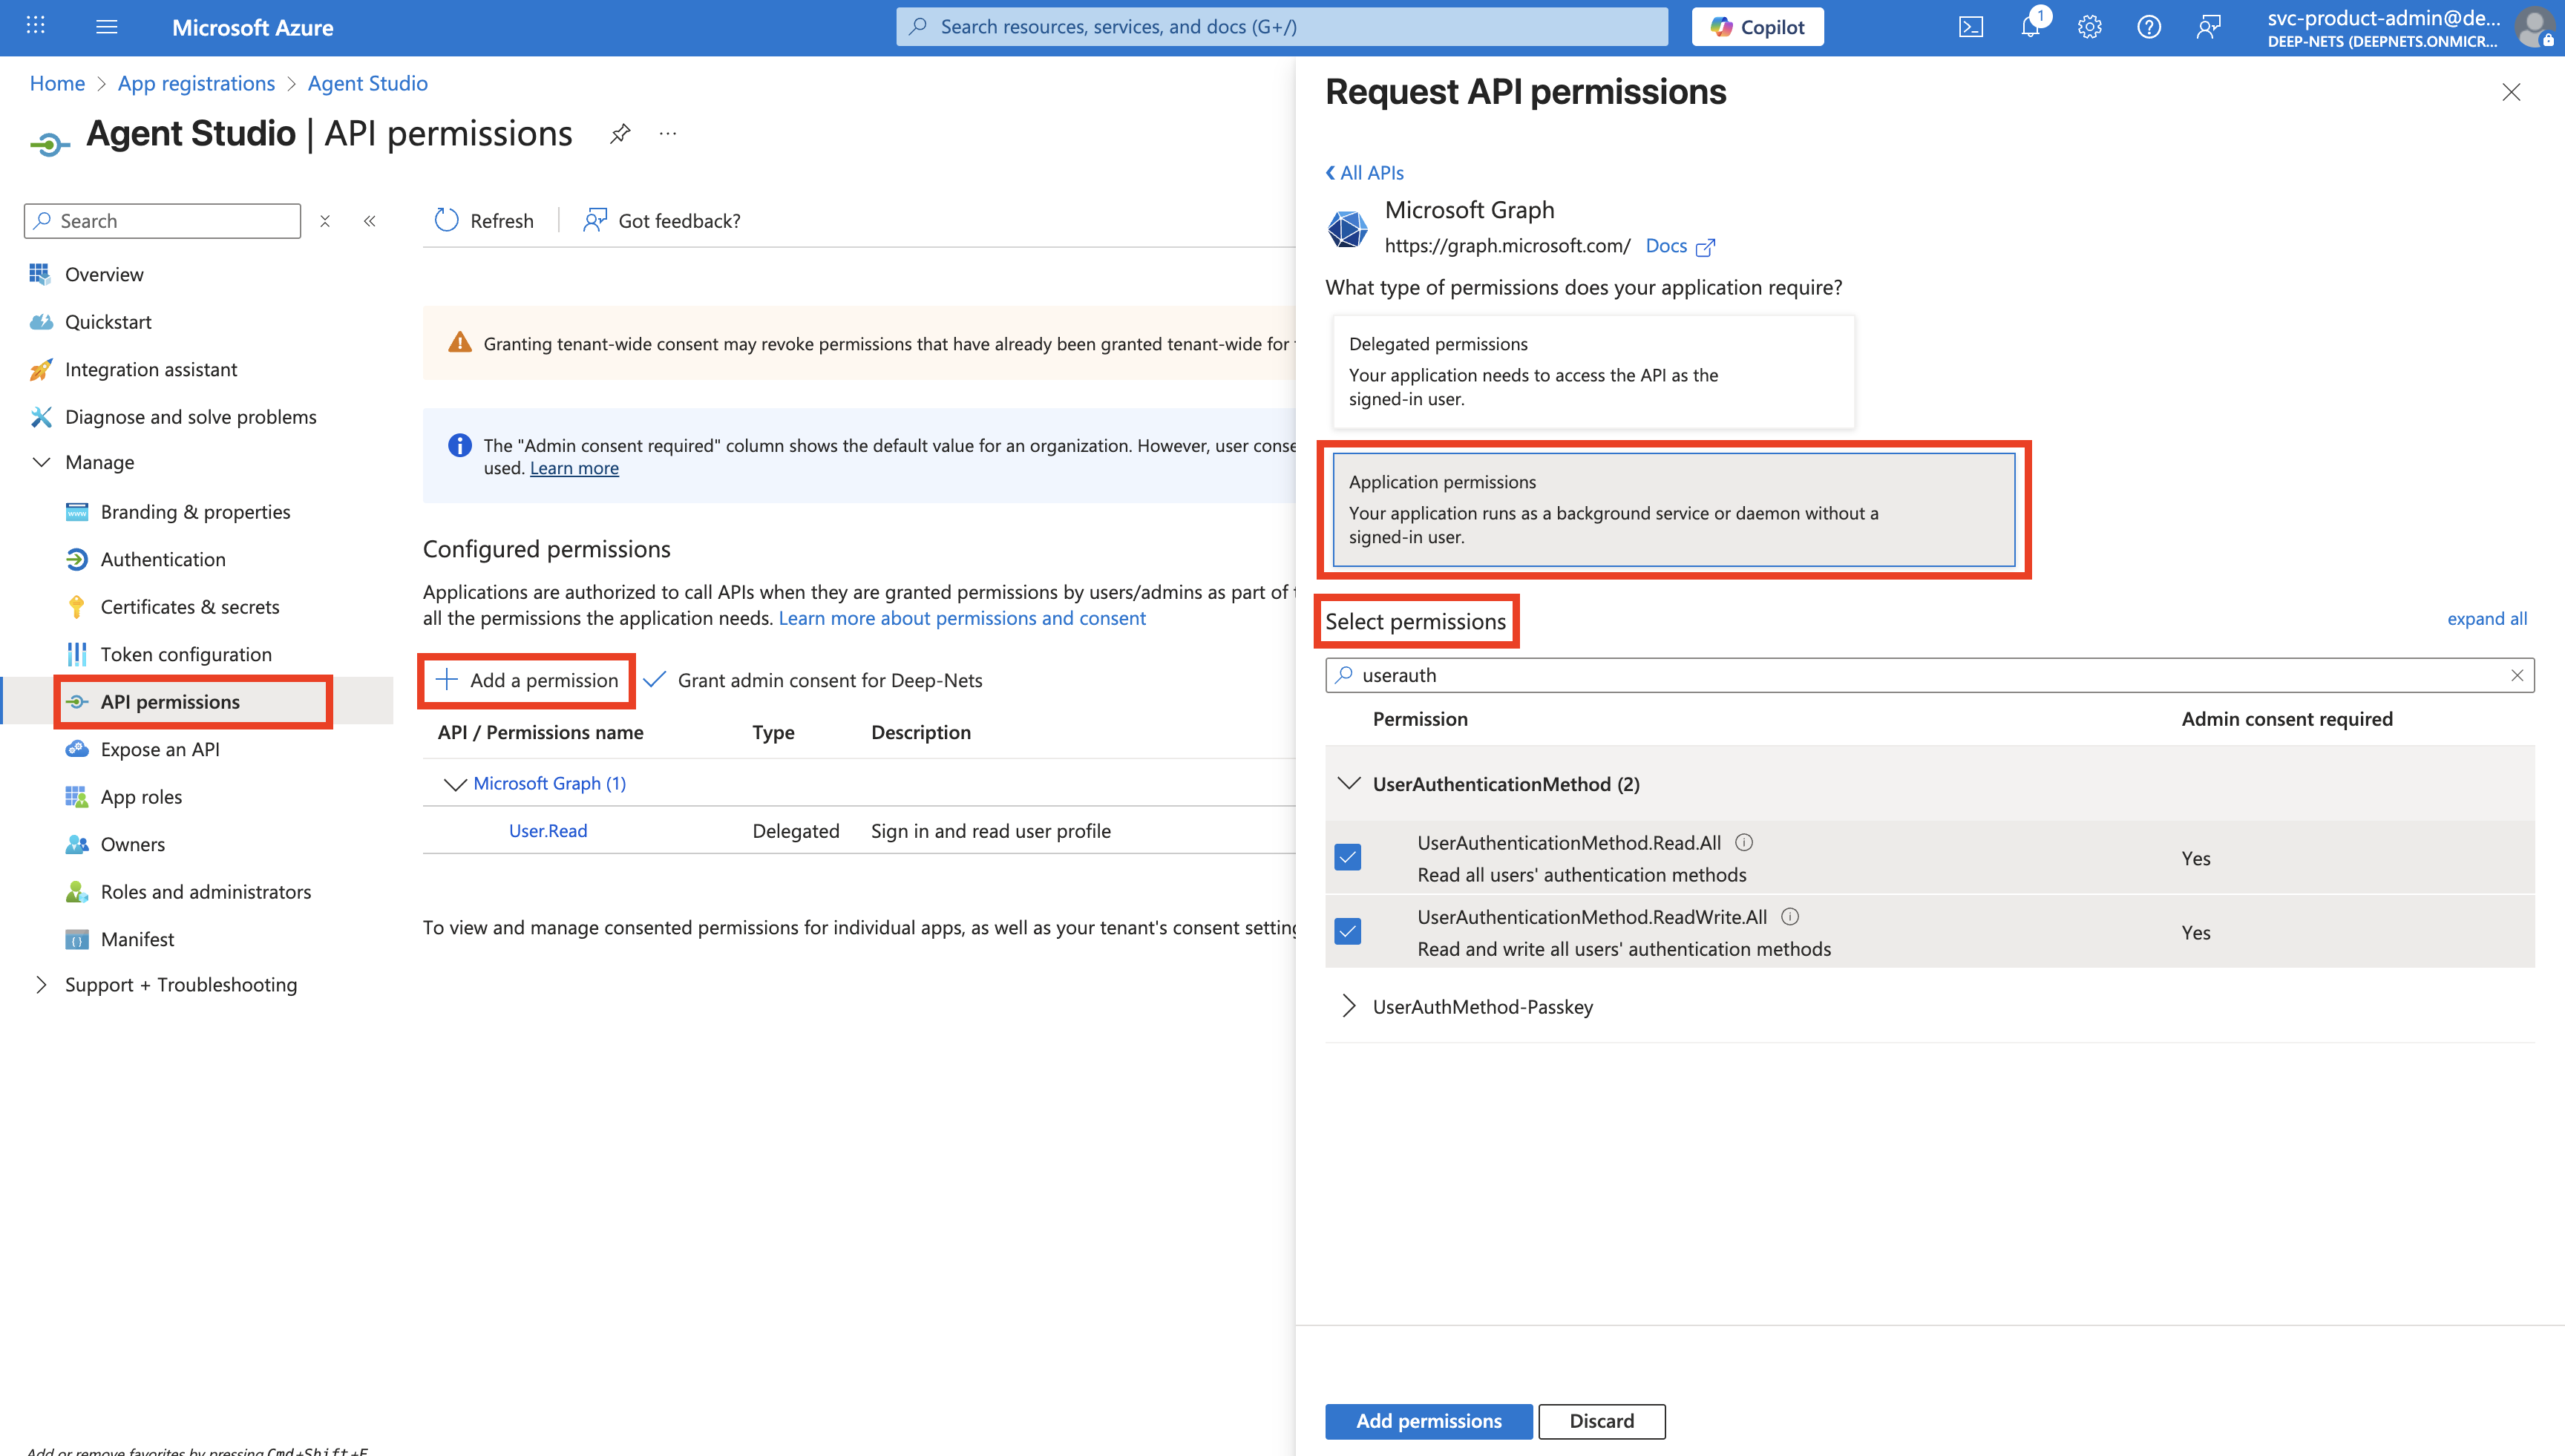 Microsoft Azure
Search resources, services, and docs (G+/)
Copilot
1
svc-product-admin@de...
DEEP-NETS (DEEPNETS.ONMICR...
Home > App registrations > Agent Studio
Agent Studio | API permissions
...
Search
Refresh
Got feedback?
Overview
Quickstart
Integration assistant
Diagnose and solve problems
Manage
Branding & properties
Authentication
Certificates & secrets
Token configuration
API permissions
Expose an API
App roles
Owners
Roles and administrators
Manifest
Support + Troubleshooting
Add or remove favorites by pressing Cmd+Shift+F
Granting tenant-wide consent may revoke permissions that have already been granted tenant-wide for
The "Admin consent required" column shows the default value for an organization. However, user conse
used. Learn more
Configured permissions
Applications are authorized to call APIs when they are granted permissions by users/admins as part of
all the permissions the application needs. Learn more about permissions and consent
Add a permission
Grant admin consent for Deep-Nets
API / Permissions name Type Description
Microsoft Graph (1)
User.Read Delegated Sign in and read user profile
To view and manage consented permissions for individual apps, as well as your tenant's consent setting
Request API permissions
All APIs
Microsoft Graph
https://graph.microsoft.com/ Docs
What type of permissions does your application require?
Delegated permissions
Your application needs to access the API as the
signed-in user.
Application permissions
Your application runs as a background service or daemon without a
signed-in user.
Select permissions
expand all
userauth
Permission Admin consent required
UserAuthenticationMethod (2)
UserAuthenticationMethod.Read.All
Read all users' authentication methods
Yes
UserAuthenticationMethod.ReadWrite.All
Read and write all users' authentication methods
Yes
UserAuthMethod-Passkey
Add permissions
Discard